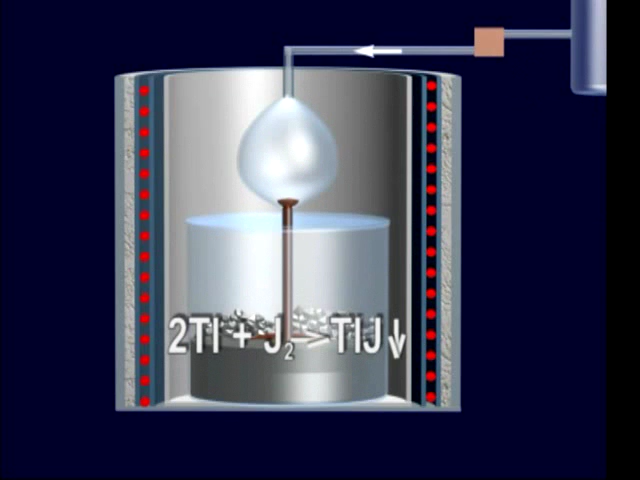 2Tl + J₂ –> TlJ↓